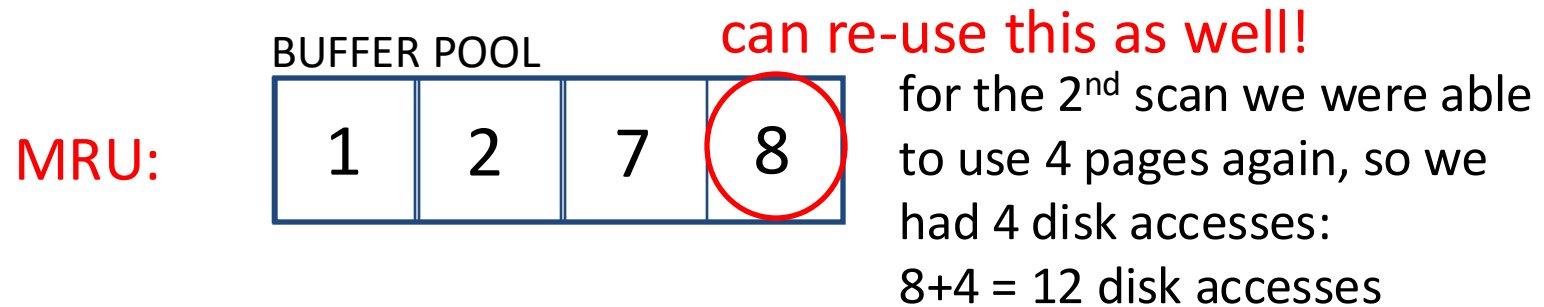 can re-use this as well!
BUFFER POOL
MRU:
1 2 7 8
for the 2nd scan we were able
to use 4 pages again, so we
had 4 disk accesses:
8+4 = 12 disk accesses